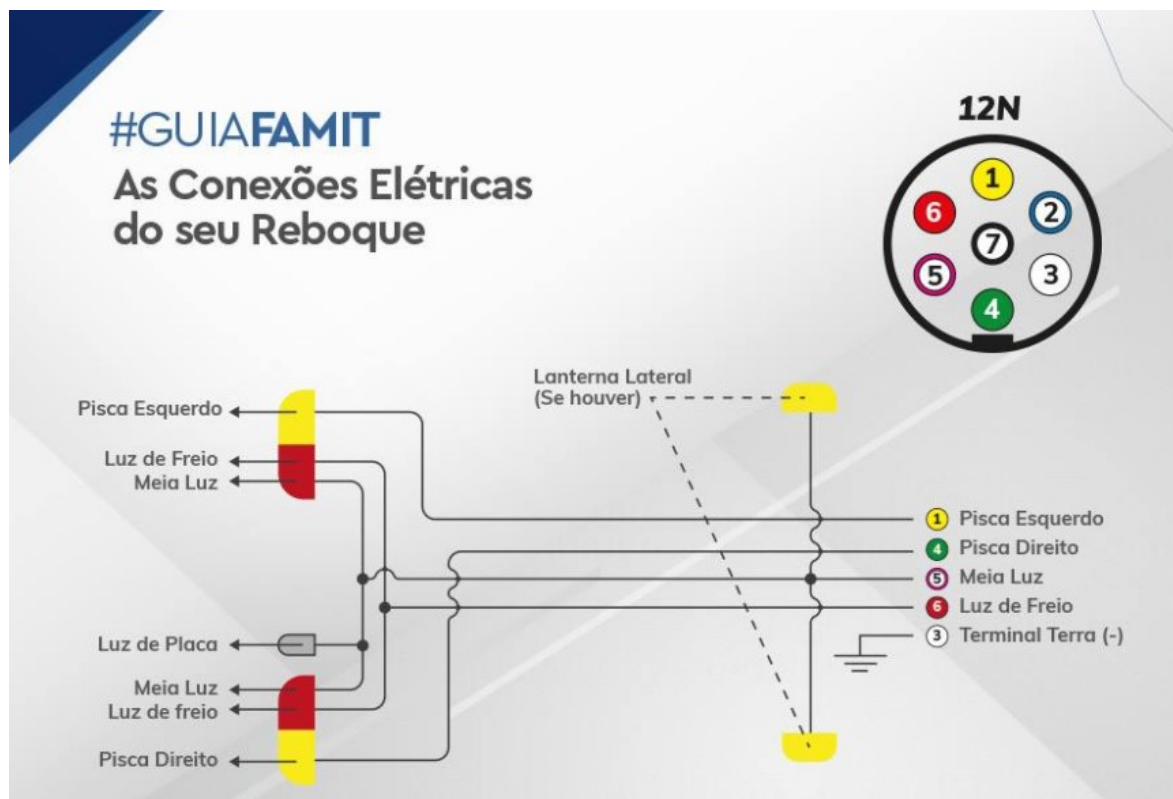 #GUIAFAMIT
As Conexões Elétricas
do seu Reboque
12N
1
6
2
7
5
3
4
Lanterna Lateral
(Se houver)
Pisca Esquerdo
Luz de Freio
Meia Luz
1 Pisca Esquerdo
4 Pisca Direito
5 Meia Luz
6 Luz de Freio
3 Terminal Terra (-)
Luz de Placa
Meia Luz
Luz de freio
Pisca Direito